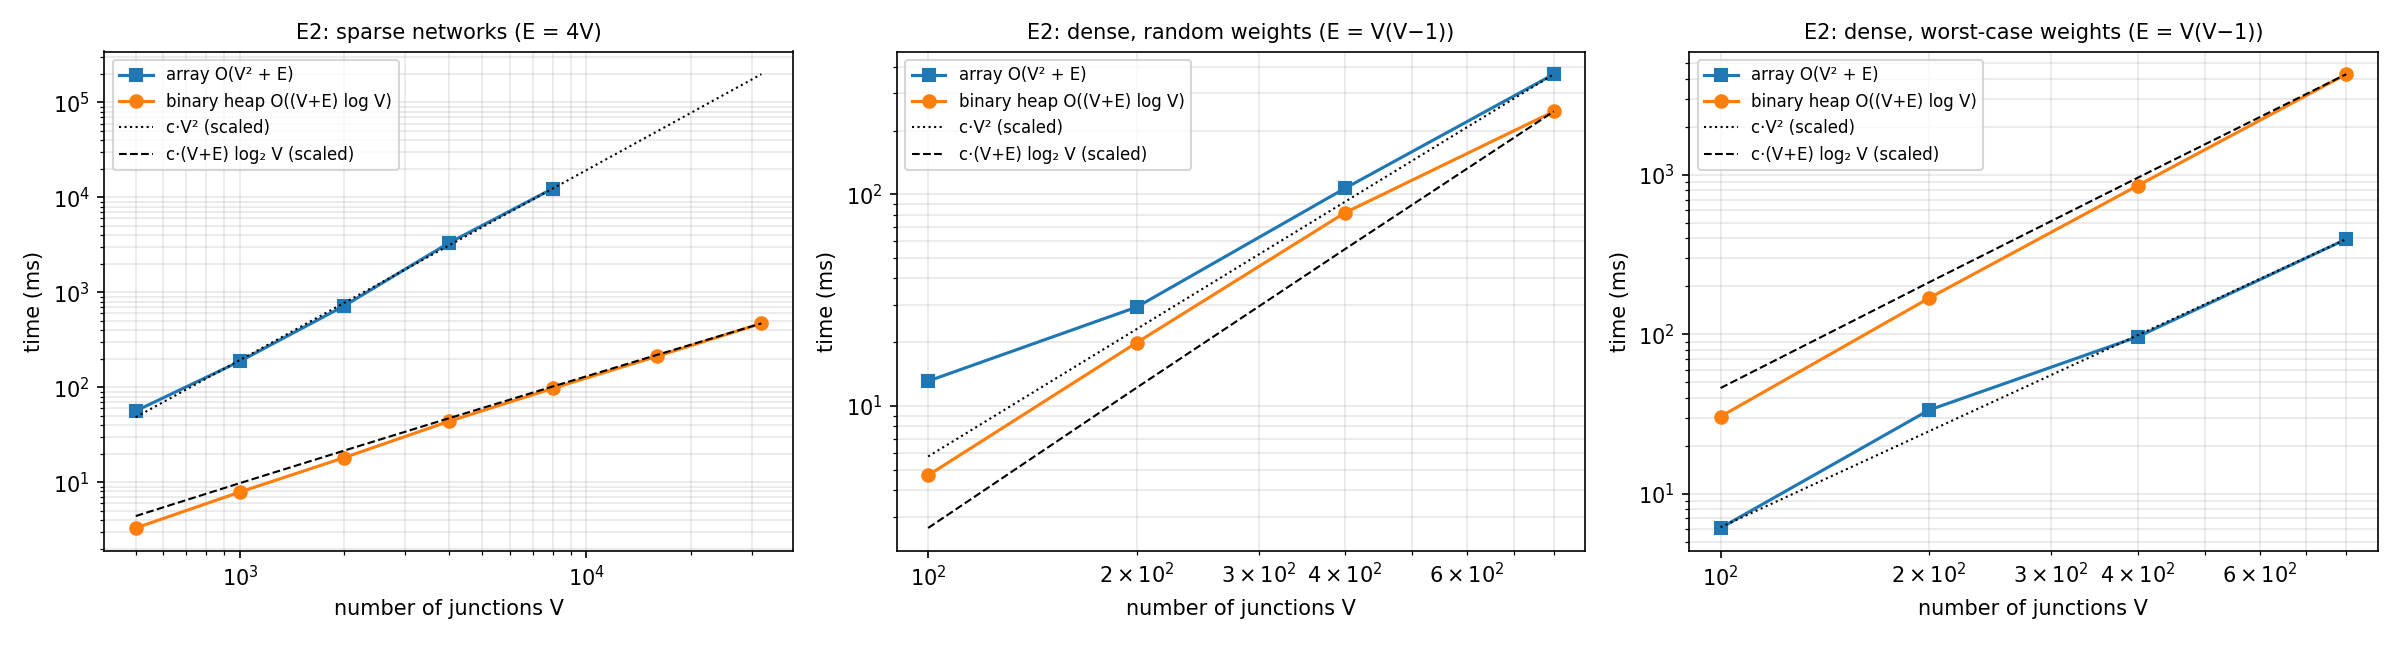 E2: sparse networks (E = 4V)
array O(V² + E)
binary heap O((V+E) log V)
c·V² (scaled)
c·(V+E) log₂ V (scaled)
time (ms)
10⁵
10⁴
10³
10²
10¹
10³
10⁴
number of junctions V
E2: dense, random weights (E = V(V−1))
array O(V² + E)
binary heap O((V+E) log V)
c·V² (scaled)
c·(V+E) log₂ V (scaled)
time (ms)
10²
10¹
10²
2 × 10²
3 × 10²
4 × 10²
6 × 10²
number of junctions V
E2: dense, worst-case weights (E = V(V−1))
array O(V² + E)
binary heap O((V+E) log V)
c·V² (scaled)
c·(V+E) log₂ V (scaled)
time (ms)
10³
10²
10¹
10²
2 × 10²
3 × 10²
4 × 10²
6 × 10²
number of junctions V